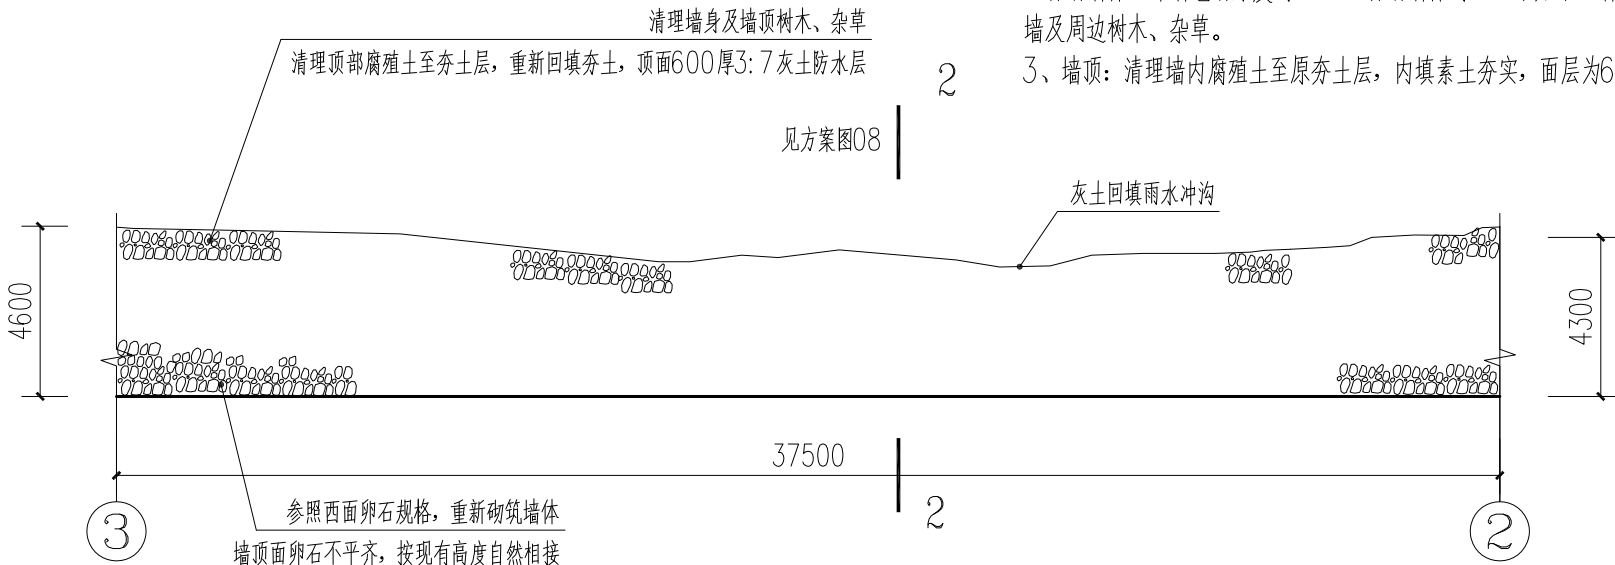 清理墙身及墙顶树木、杂草
清理顶部腐殖土至夯土层，重新回填夯土，顶面600厚3:7灰土防水层
墙及周边树木、杂草。
3、墙顶：清理墙内腐殖土至原夯土层，内填素土夯实，面层为6
2
见方案图08
灰土回填雨水冲沟
4600
4300
37500
3
2
2
参照西面卵石规格，重新砌筑墙体
墙顶面卵石不平齐，按现有高度自然相接